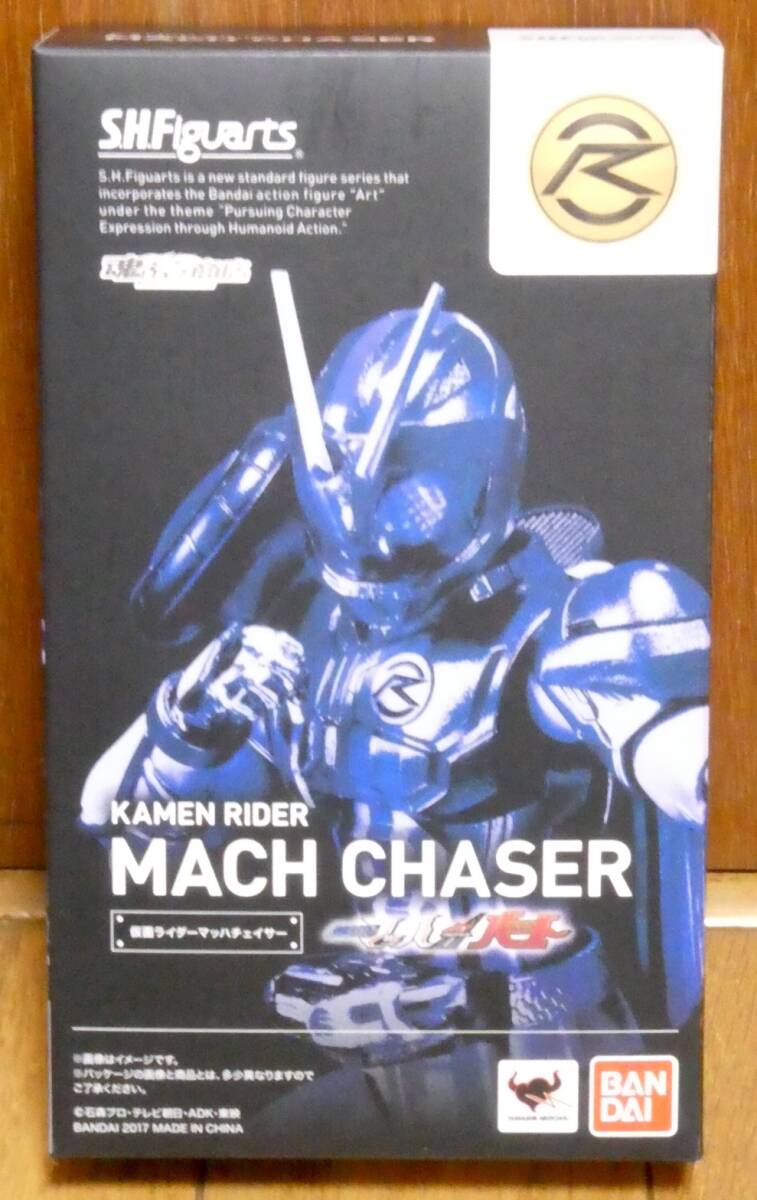 S.H.Figuarts
S.H.Figuarts is a new standard figure series that
incorporates the Bandai action figure "Art"
under the theme "Pursuing Character
Expression through Humanoid Action."
KAMEN RIDER
MACH CHASER
仮面ライダーマッハチェイサー
※画像はイメージです。
※パッケージの画像と商品とは、多少異なりますので
ご了承ください。
©石森プロ・テレビ朝日・ADK・東映
BANDAI 2017 MADE IN CHINA
TAMASHII NATIONS
BAN
DAI